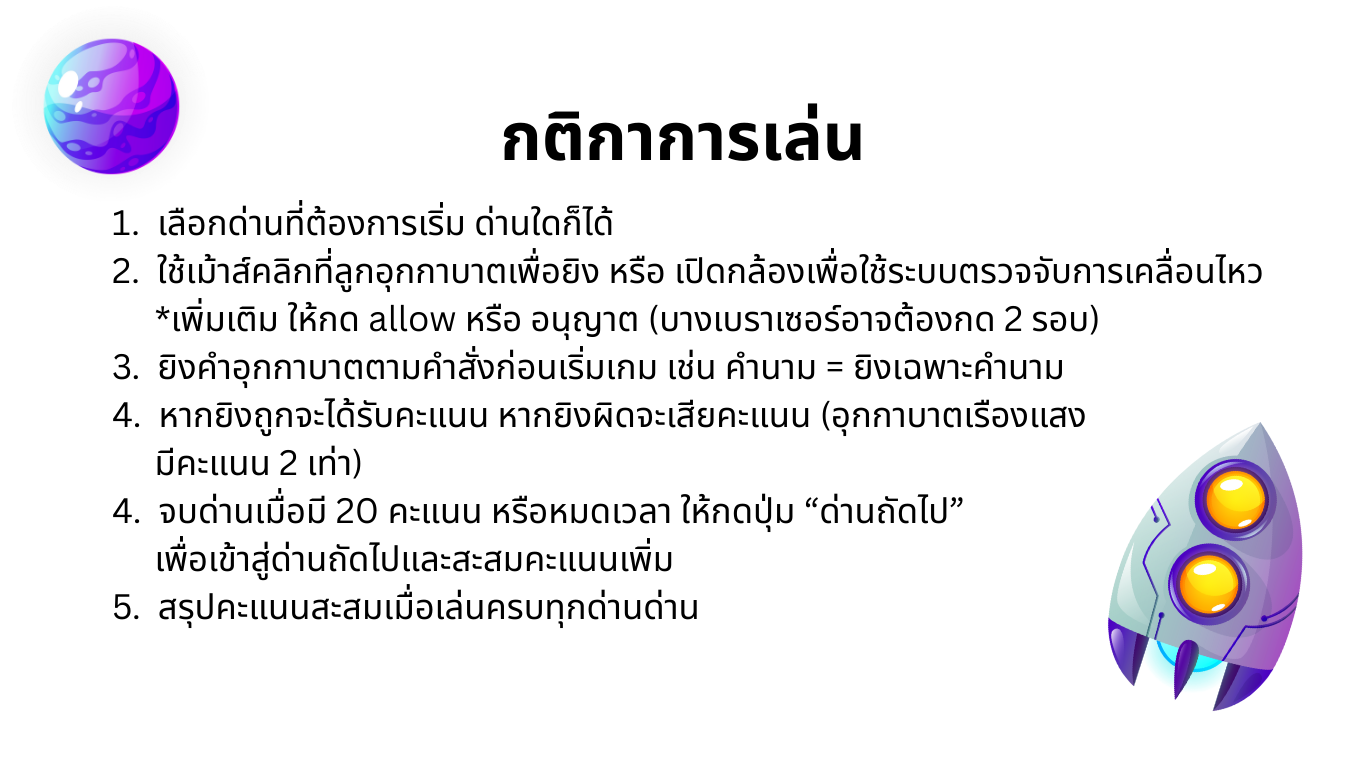 กติกาการเล่น
1. เลือกด่านที่ต้องการเริ่ม ด่านใดก็ได้
2. ใช้เม้าส์คลิกที่ลูกอุกกาบาตเพื่อยิง หรือ เปิดกล้องเพื่อใช้ระบบตรวจจับการเคลื่อนไหว
*เพิ่มเติม ให้กด allow หรือ อนุญาต (บางเบราเซอร์อาจต้องกด 2 รอบ)
3. ยิงคำอุกกาบาตตามคำสั่งก่อนเริ่มเกม เช่น คำนาม = ยิงเฉพาะคำนาม
4. หากยิงถูกจะได้รับคะแนน หากยิงผิดจะเสียคะแนน (อุกกาบาตเรืองแสง
มีคะแนน 2 เท่า)
4. จบด่านเมื่อมี 20 คะแนน หรือหมดเวลา ให้กดปุ่ม “ด่านถัดไป”
เพื่อเข้าสู่ด่านถัดไปและสะสมคะแนนเพิ่ม
5. สรุปคะแนนสะสมเมื่อเล่นครบทุกด่านด่าน